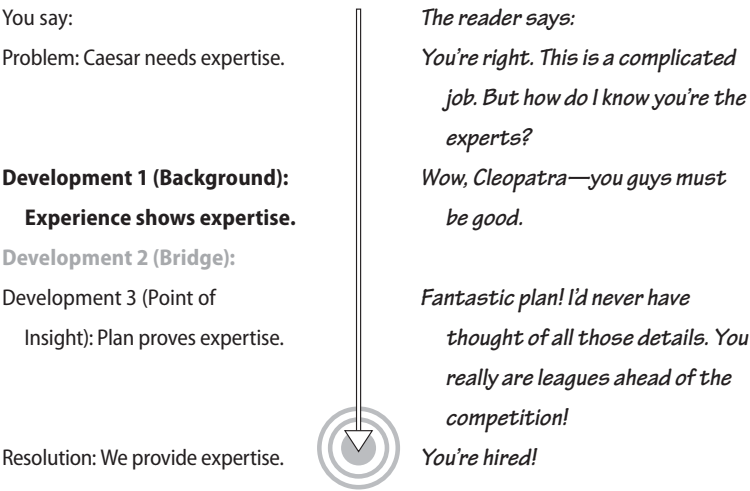 You say:
The reader says:
Problem: Caesar needs expertise.
You’re right. This is a complicated
job. But how do I know you’re the
experts?
Development 1 (Background):
Experience shows expertise.
Wow, Cleopatra—you guys must
be good.
Development 2 (Bridge):
Development 3 (Point of
Insight): Plan proves expertise.
Fantastic plan! I’d never have
thought of all those details. You
really are leagues ahead of the
competition!
Resolution: We provide expertise.
You’re hired!